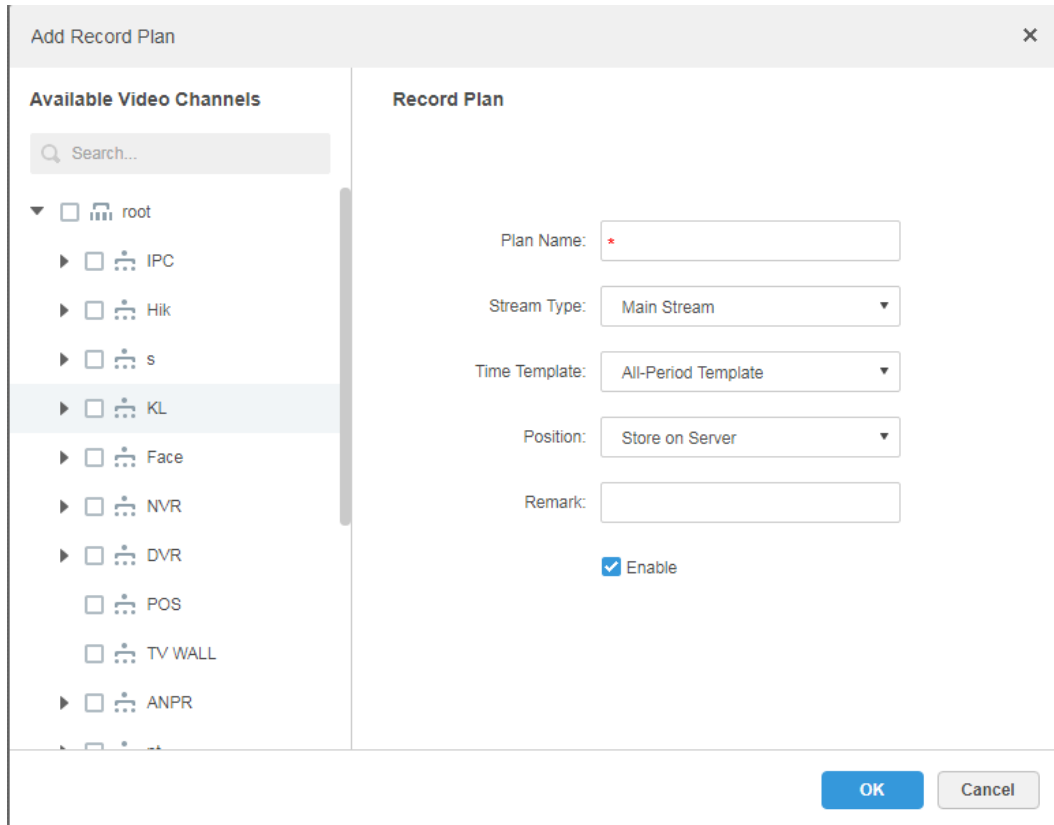 Add Record Plan
Available Video Channels
Search...
root
IPC
Hik
s
KL
Face
NVR
DVR
POS
TV WALL
ANPR
Record Plan
Plan Name: *
Stream Type: Main Stream
Time Template: All-Period Template
Position: Store on Server
Remark:
Enable
OK Cancel